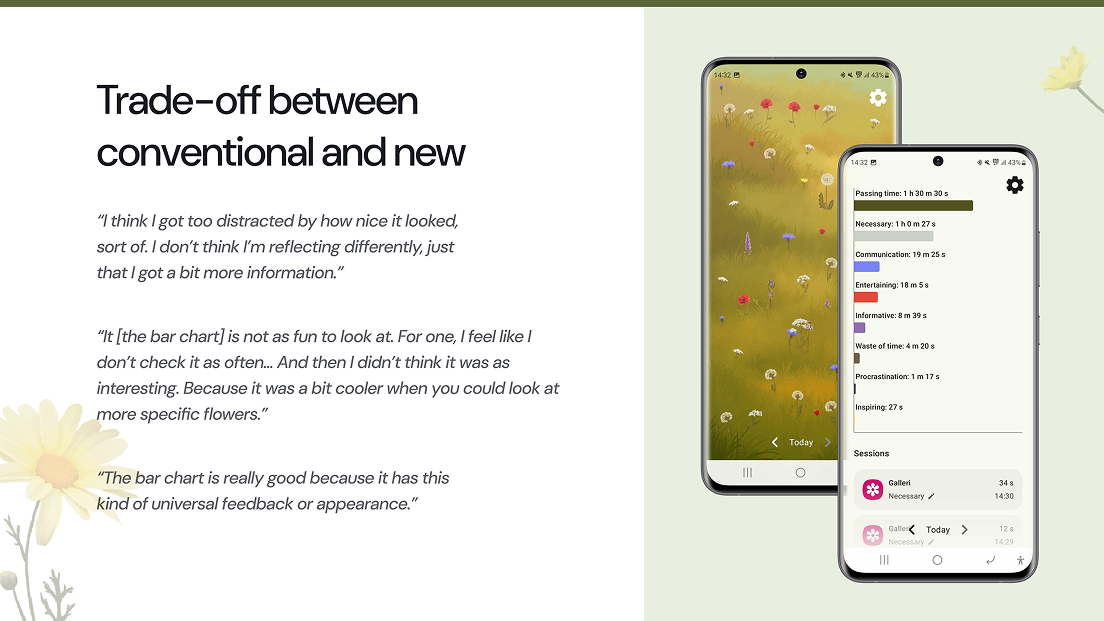 Trade-off between
conventional and new
“I think I got too distracted by how nice it looked,
sort of. I don’t think I’m reflecting differently, just
that I got a bit more information.”
“It [the bar chart] is not as fun to look at. For one, I feel like I
don’t check it as often... And then I didn’t think it was as
interesting. Because it was a bit cooler when you could look at
more specific flowers.”
“The bar chart is really good because it has this
kind of universal feedback or appearance.”
14:32 43%
Today
14:32 43%
Passing time: 1 h 30 m 30 s
Necessary: 1 h 0 m 27 s
Communication: 19 m 25 s
Entertaining: 18 m 5 s
Informative: 8 m 39 s
Waste of time: 4 m 20 s
Procrastination: 1 m 17 s
Inspiring: 27 s
Sessions
Galleri 34 s
Necessary 14:30
Galleri 12 s
Today
Necessary 14:29